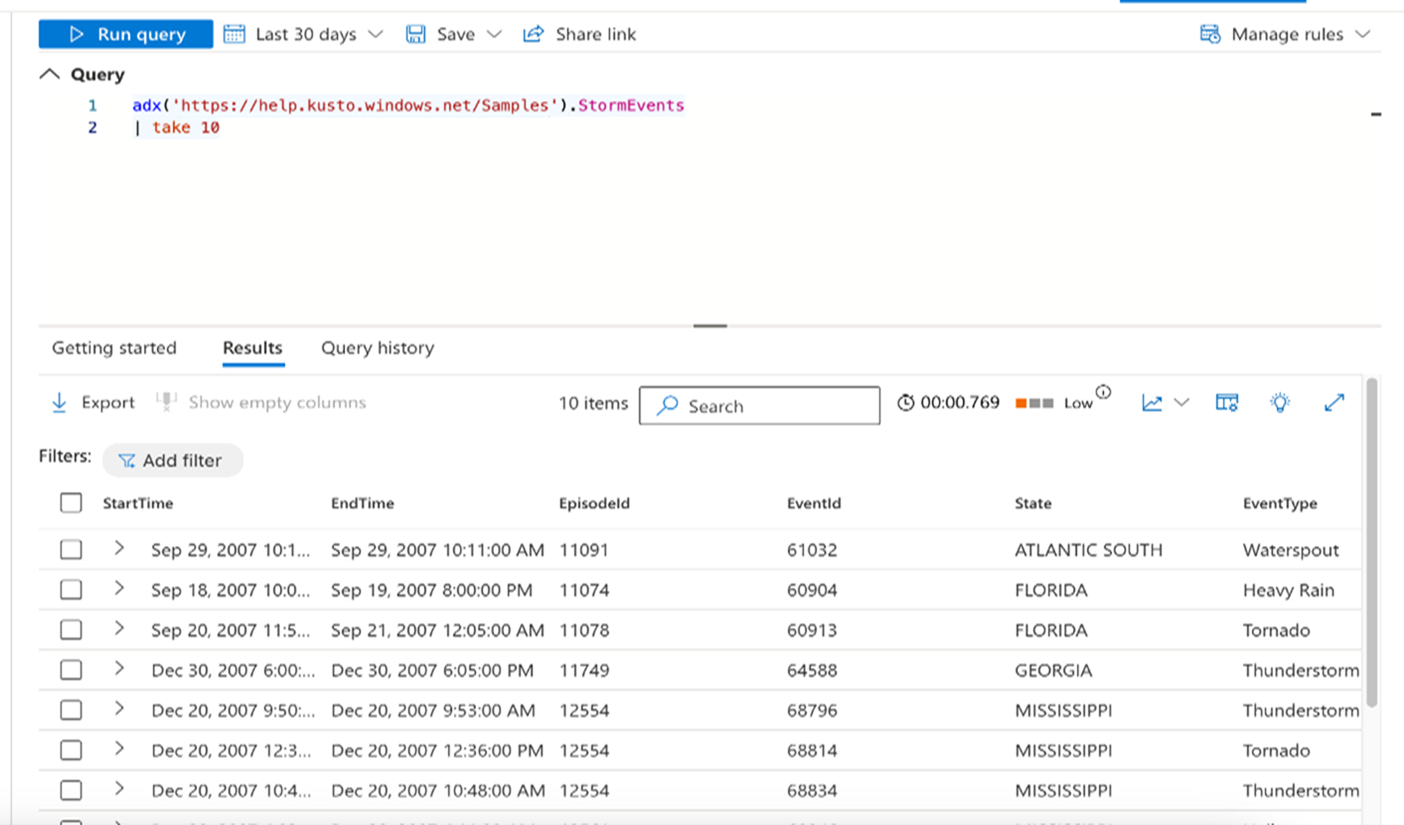 Run query Last 30 days Save Share link Manage rules
Query
1 adx('https://help.kusto.windows.net/Samples').StormEvents
2 | take 10
Getting started Results Query history
Export Show empty columns 10 items Search 00:00.769 Low
Filters: Add filter
StartTime EndTime EpisodeId EventId State EventType
Sep 29, 2007 10:1... Sep 29, 2007 10:11:00 AM 11091 61032 ATLANTIC SOUTH Waterspout
Sep 18, 2007 10:0... Sep 19, 2007 8:00:00 PM 11074 60904 FLORIDA Heavy Rain
Sep 20, 2007 11:5... Sep 21, 2007 12:05:00 AM 11078 60913 FLORIDA Tornado
Dec 30, 2007 6:00:... Dec 30, 2007 6:05:00 PM 11749 64588 GEORGIA Thunderstorm
Dec 20, 2007 9:50:... Dec 20, 2007 9:53:00 AM 12554 68796 MISSISSIPPI Thunderstorm
Dec 20, 2007 12:3... Dec 20, 2007 12:36:00 PM 12554 68814 MISSISSIPPI Tornado
Dec 20, 2007 10:4... Dec 20, 2007 10:48:00 AM 12554 68834 MISSISSIPPI Thunderstorm